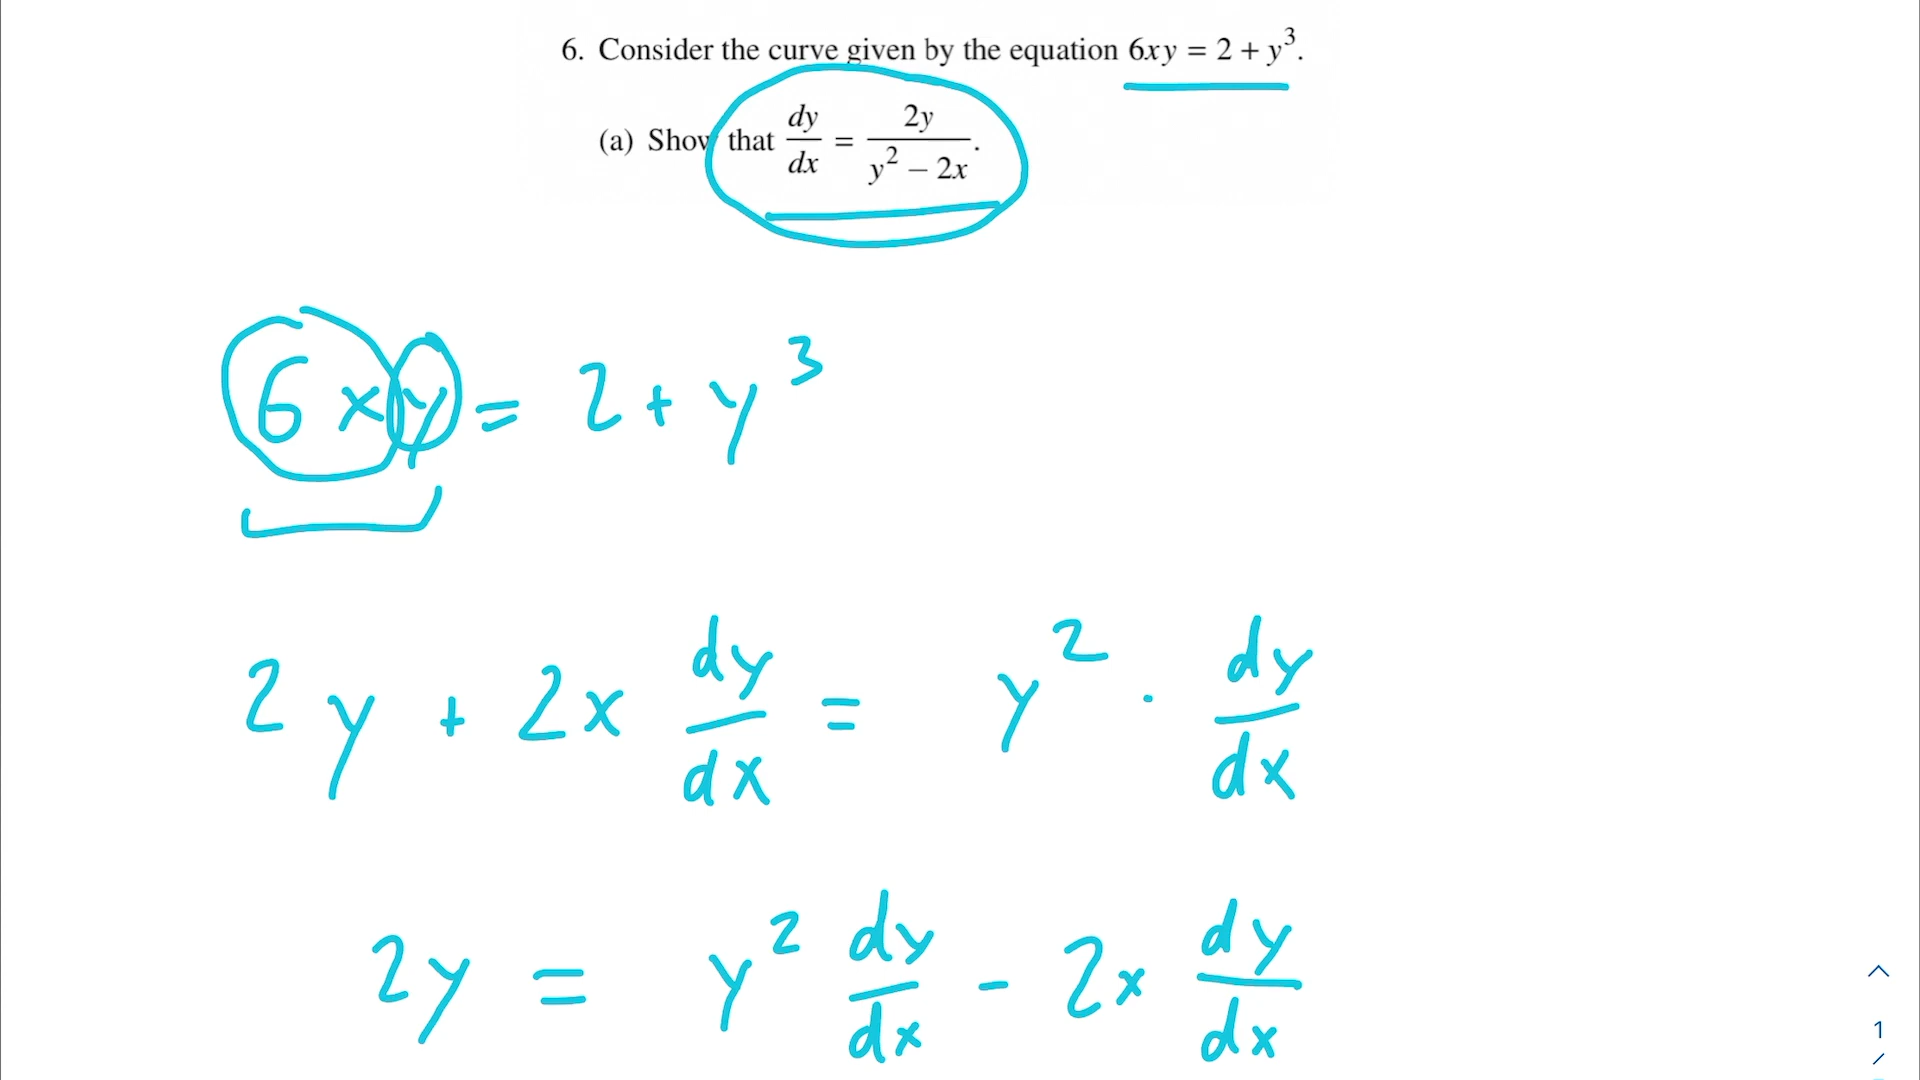 6. Consider the curve given by the equation 6xy = 2 + y³.
(a) Show that dy/dx = 2y/(y² − 2x).
6xy = 2 + y³
2y + 2x dy/dx = y² · dy/dx
2y = y² dy/dx - 2x dy/dx
1
/